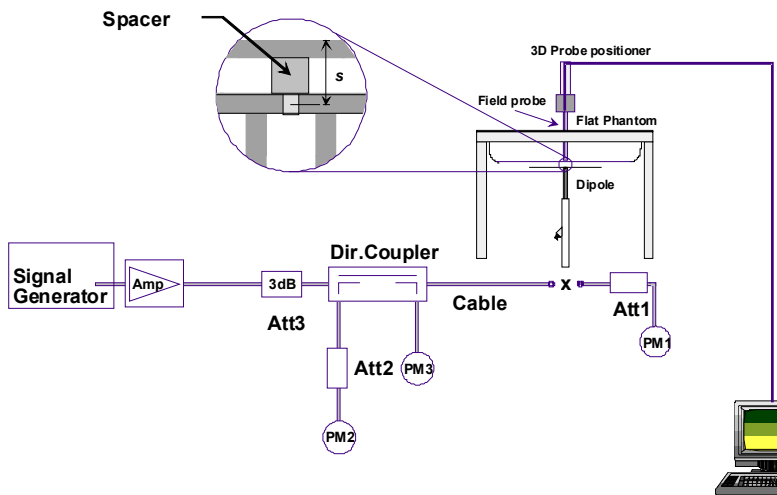 Spacer
s
3D Probe positioner
Field probe
Flat Phantom
Dipole
Signal
Generator
Amp
3dB
Att3
Dir.Coupler
Cable
x
Att1
PM1
Att2
PM3
PM2